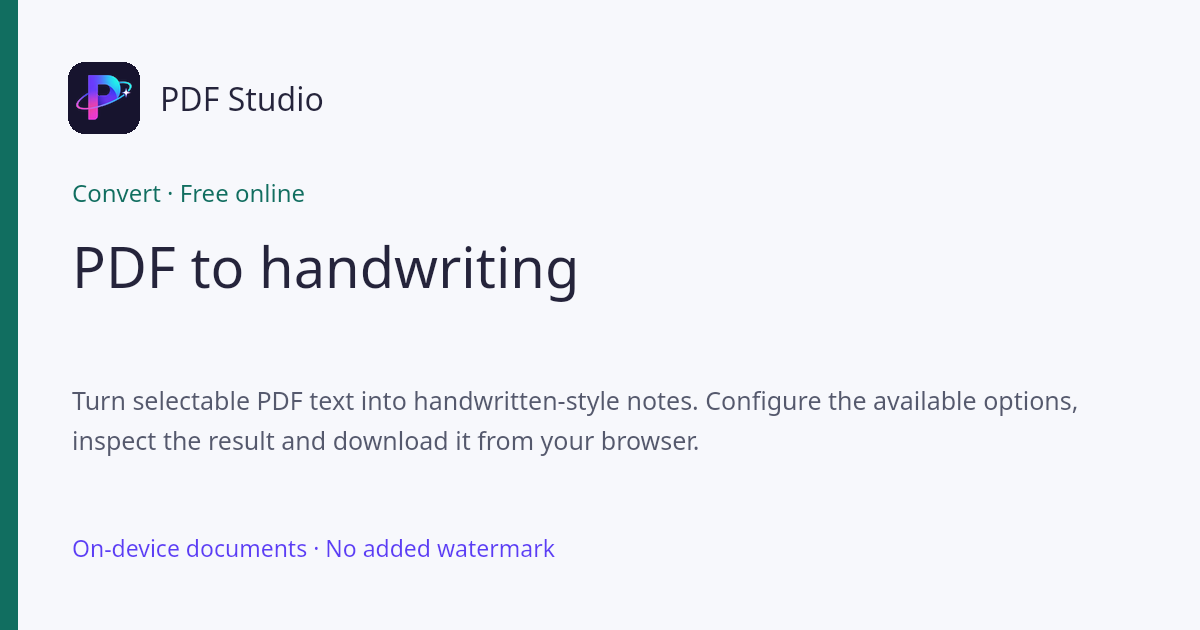 PDF Studio
Convert · Free online
PDF to handwriting
Turn selectable PDF text into handwritten-style notes. Configure the available options,
inspect the result and download it from your browser.
On-device documents · No added watermark